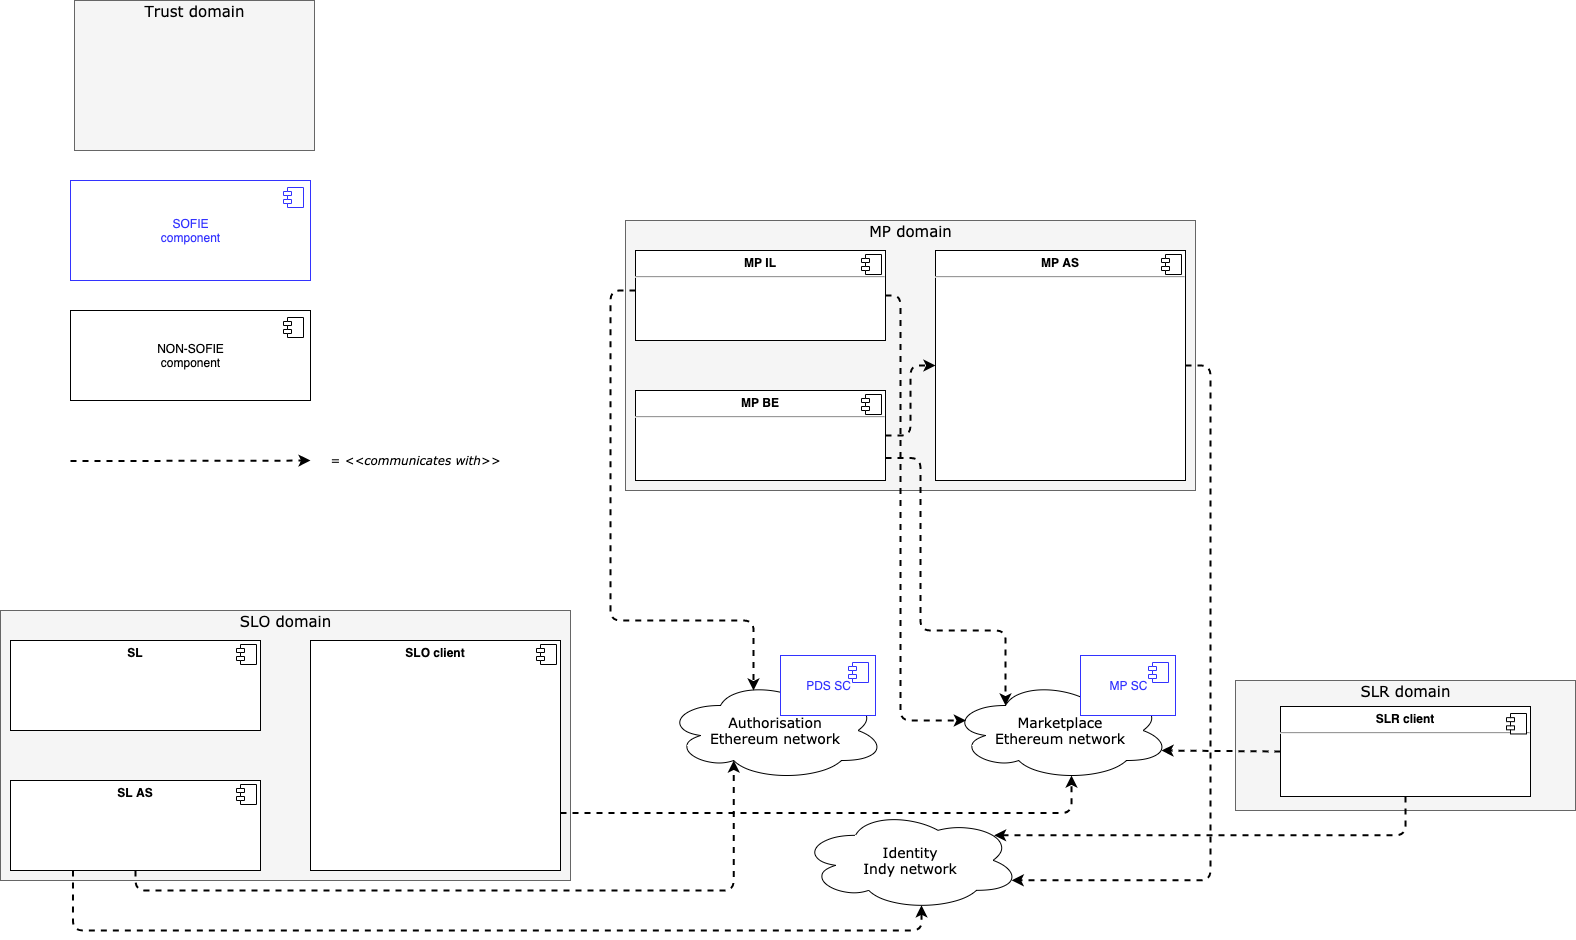 Trust domain
SOFIE
component
NON-SOFIE
component
= <<communicates with>>
MP domain
MP IL
MP AS
MP BE
SLO domain
SL
SLO client
SL AS
PDS SC
Authorisation
Ethereum network
MP SC
Marketplace
Ethereum network
SLR domain
SLR client
Identity
Indy network